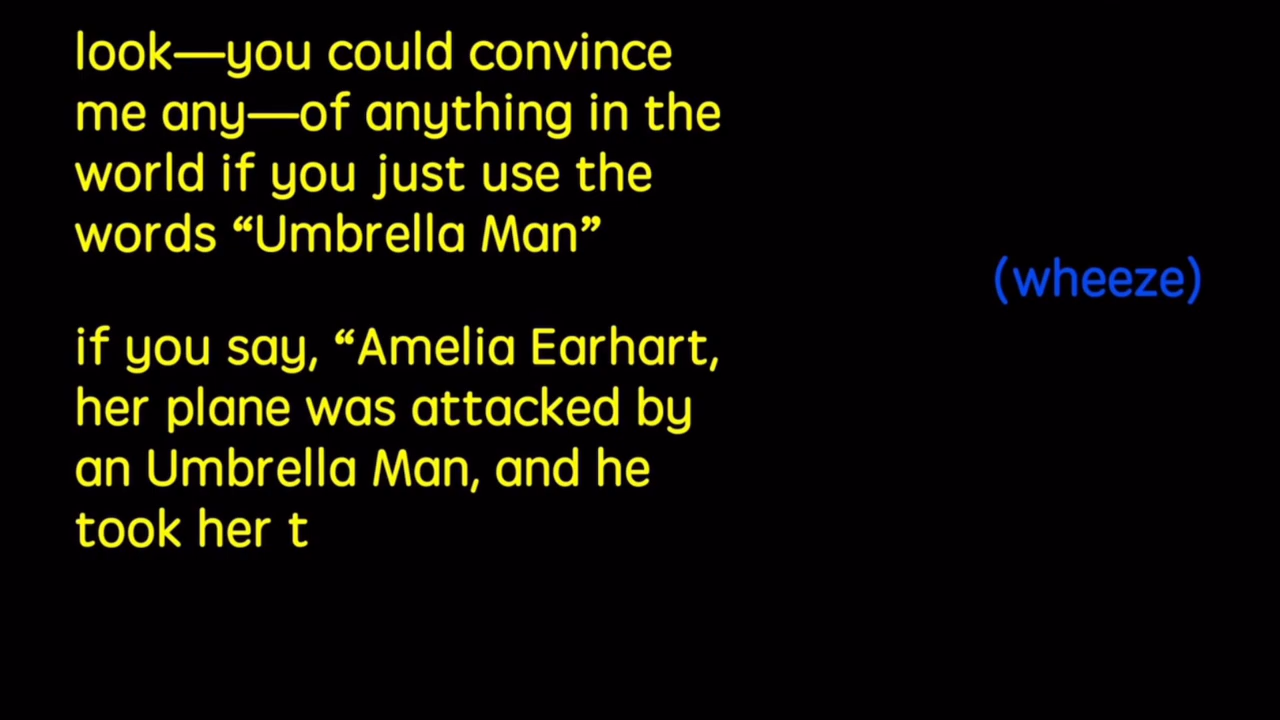 look—you could convince
me any—of anything in the
world if you just use the
words “Umbrella Man”
(wheeze)
if you say, “Amelia Earhart,
her plane was attacked by
an Umbrella Man, and he
took her t